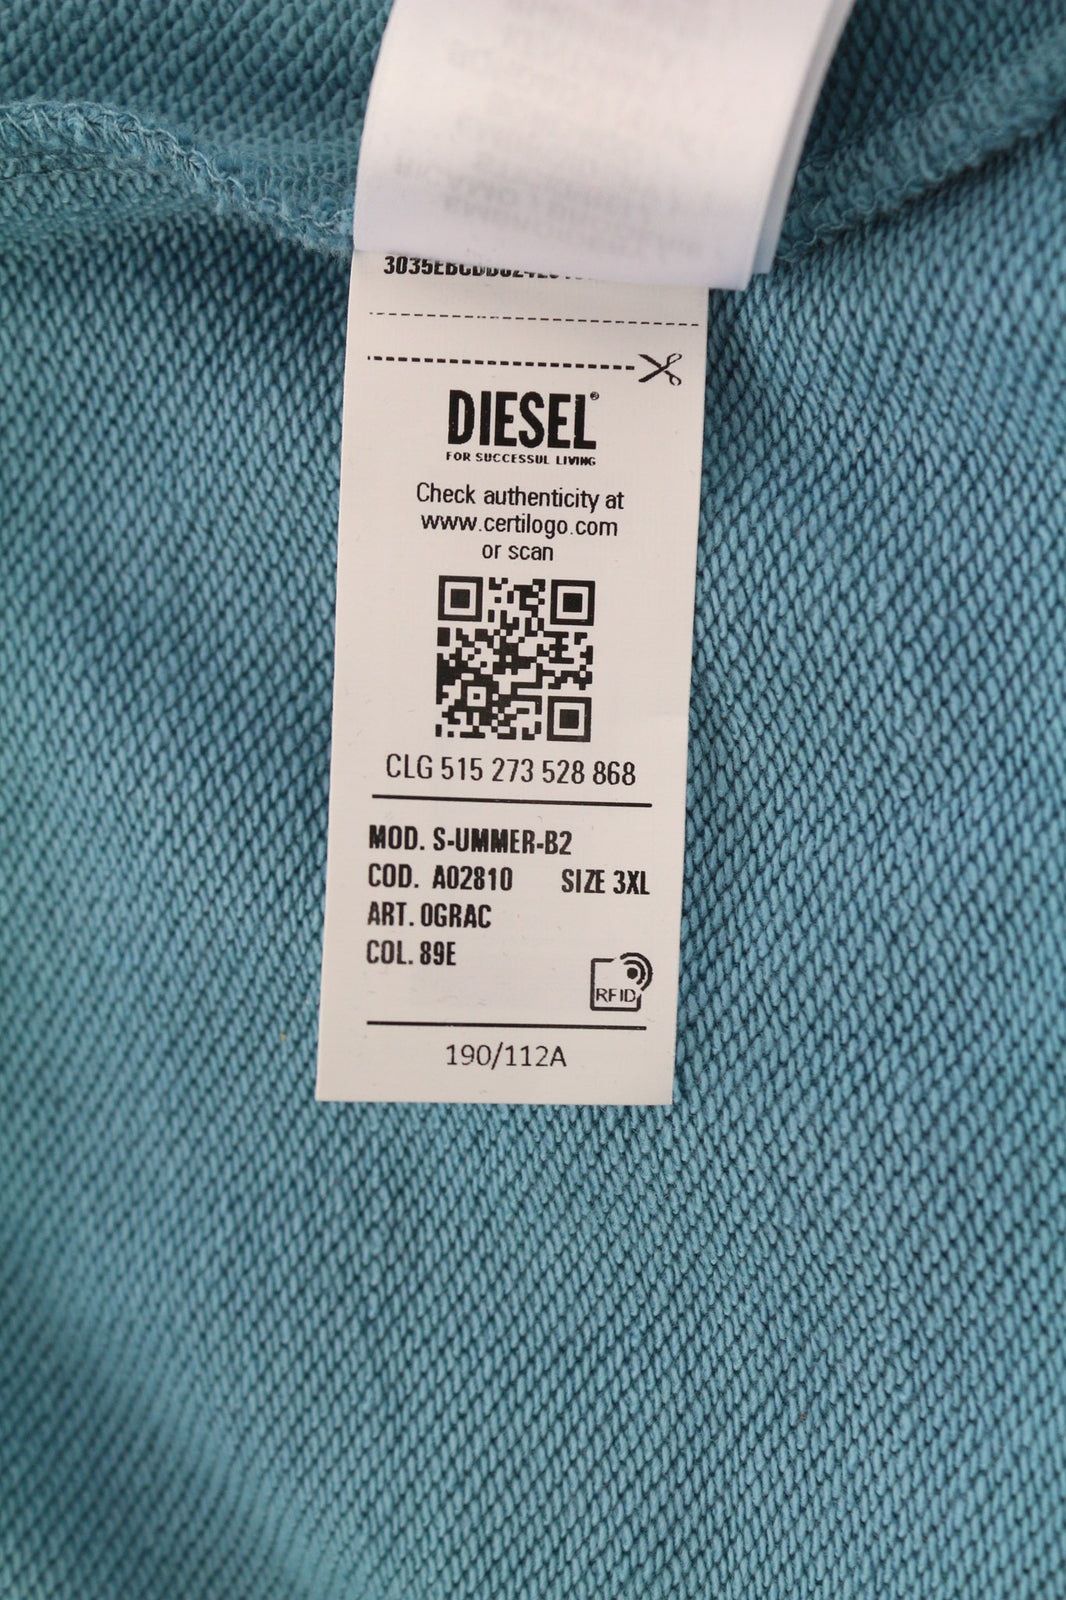 DIESEL®
FOR SUCCESSUL LIVING
Check authenticity at
www.certilogo.com
or scan
CLG 515 273 528 868
MOD. S-UMMER-B2
COD. A02810 SIZE 3XL
ART. 0GRAC
COL. 89E
RFID
190/112A